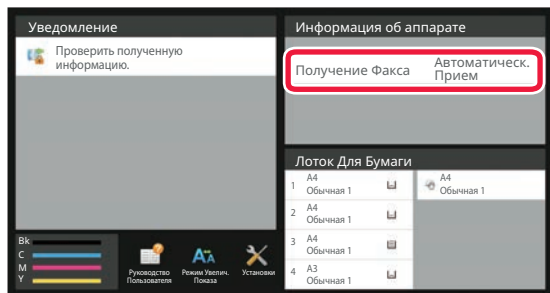 Уведомление
Проверить полученную
информацию.
Информация об аппарате
Получение Факса
Автоматическ.
Прием
Лоток Для Бумаги
1 A4
Обычная 1
A4
Обычная 1
2 A4
Обычная 1
3 A4
Обычная 1
4 A3
Обычная 1
Bk
C
M
Y
Руководство
Пользователя
Режим Увелич.
Показа
Установки